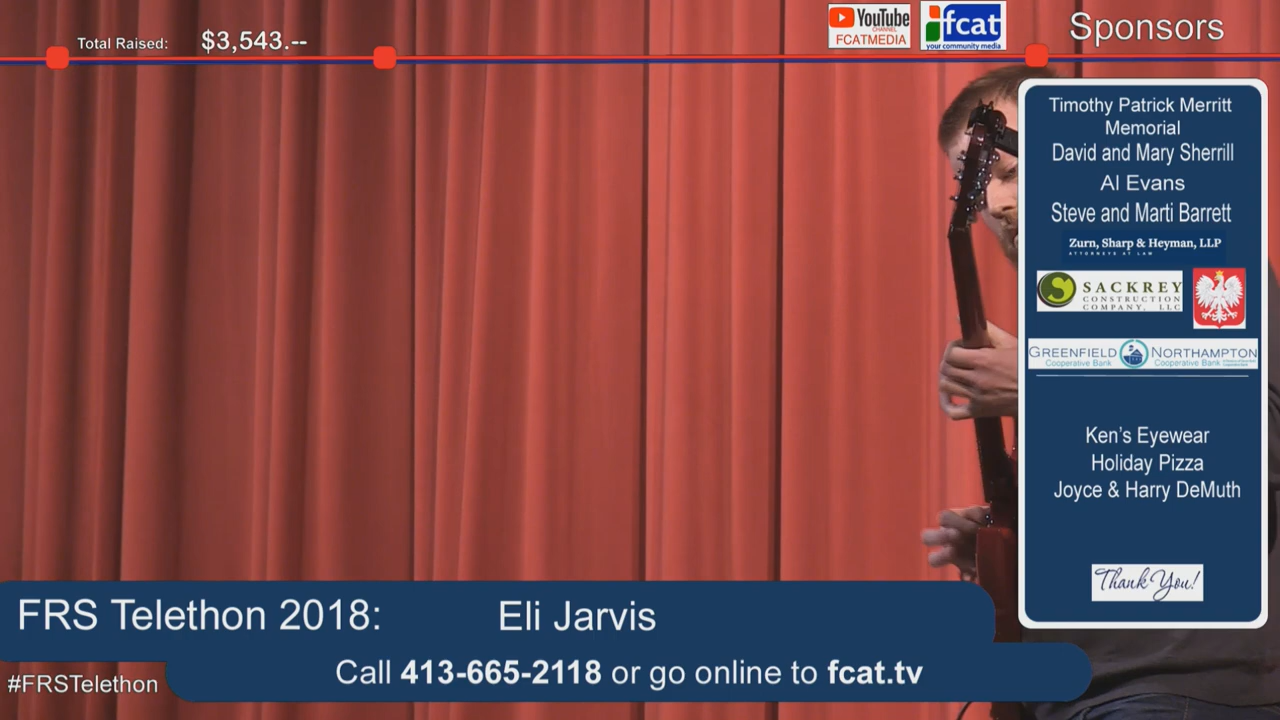 Total Raised: $3,543.--
YouTube
CHANNEL
FCATMEDIA
fcat
your community media
Sponsors
Timothy Patrick Merritt
Memorial
David and Mary Sherrill
Al Evans
Steve and Marti Barrett
Zurn, Sharp & Heyman, LLP
ATTORNEYS AT LAW
SACKREY
CONSTRUCTION
COMPANY, LLC
GREENFIELD NORTHAMPTON
Cooperative Bank Cooperative Bank
Ken's Eyewear
Holiday Pizza
Joyce & Harry DeMuth
Thank You!
FRS Telethon 2018: Eli Jarvis
Call 413-665-2118 or go online to fcat.tv
#FRSTelethon